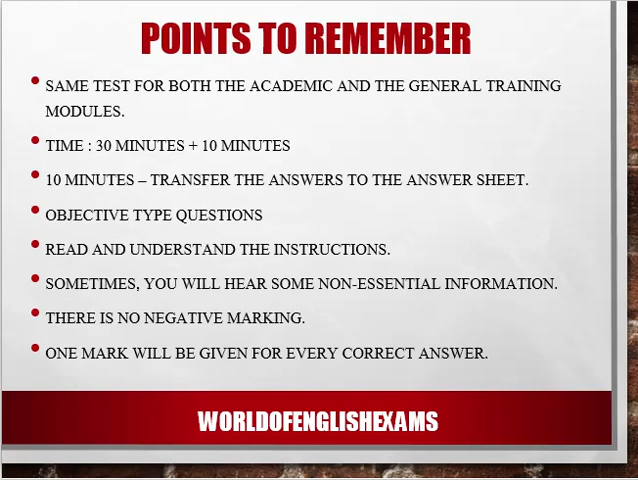 POINTS TO REMEMBER
• SAME TEST FOR BOTH THE ACADEMIC AND THE GENERAL TRAINING
MODULES.
• TIME : 30 MINUTES + 10 MINUTES
• 10 MINUTES – TRANSFER THE ANSWERS TO THE ANSWER SHEET.
• OBJECTIVE TYPE QUESTIONS
• READ AND UNDERSTAND THE INSTRUCTIONS.
• SOMETIMES, YOU WILL HEAR SOME NON-ESSENTIAL INFORMATION.
• THERE IS NO NEGATIVE MARKING.
• ONE MARK WILL BE GIVEN FOR EVERY CORRECT ANSWER.
WORLDOFENGLISHEXAMS